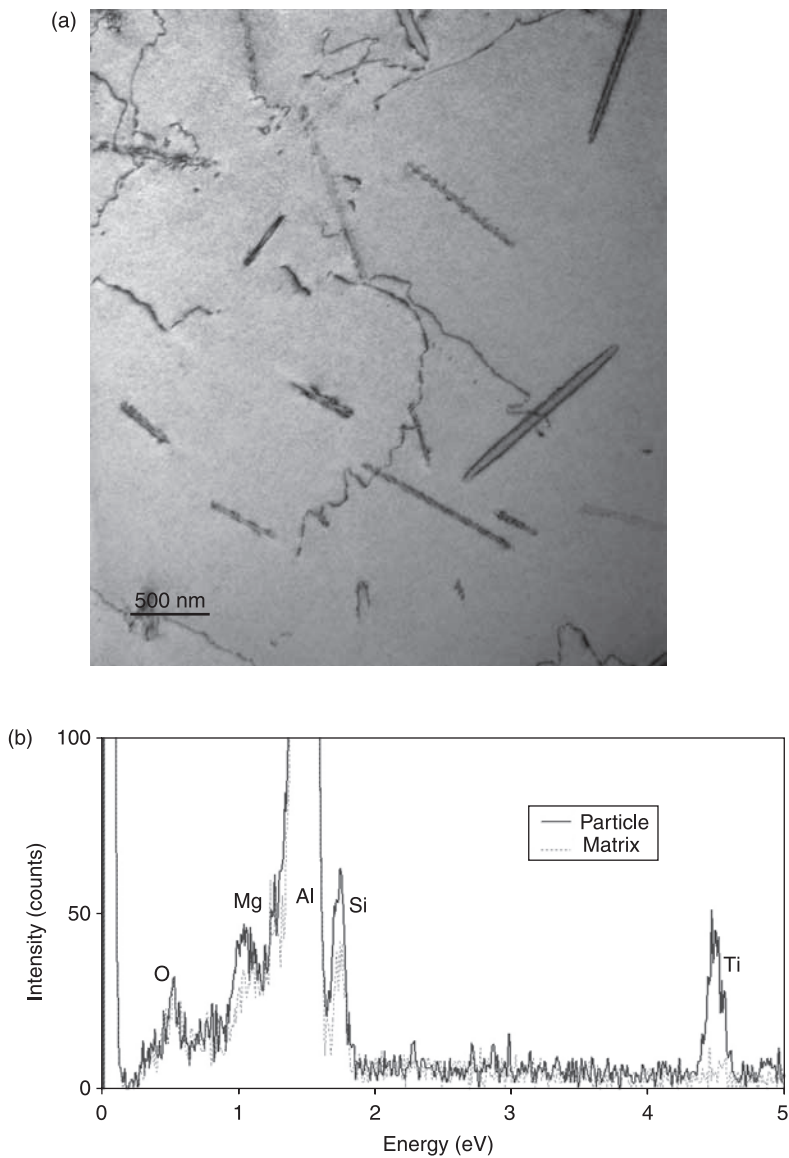 (a)
500 nm
(b)
100
50
0
Intensity (counts)
O
Mg
Al
Si
Ti
Particle
Matrix
0
1
2
3
4
5
Energy (eV)